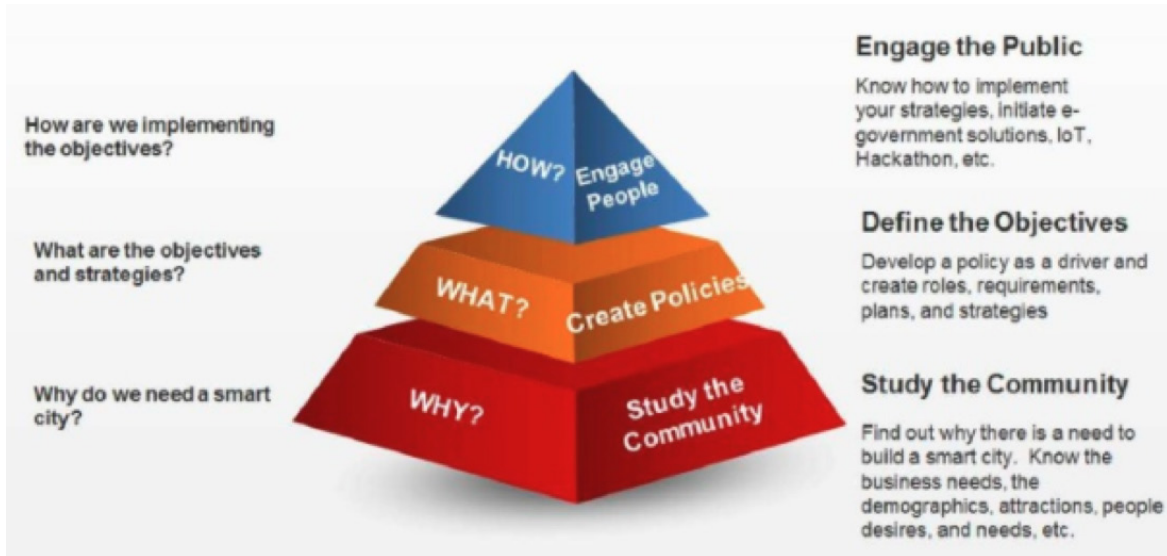 Engage the Public
Know how to implement
your strategies, initiate e-
government solutions, IoT,
Hackathon, etc.
How are we implementing
the objectives?
HOW?
Engage
People
Define the Objectives
Develop a policy as a driver and
create roles, requirements,
plans, and strategies
What are the objectives
and strategies?
WHAT?
Create Policies
Study the Community
Find out why there is a need to
build a smart city. Know the
business needs, the
demographics, attractions, people
desires, and needs, etc.
Why do we need a smart
city?
WHY?
Study the
Community